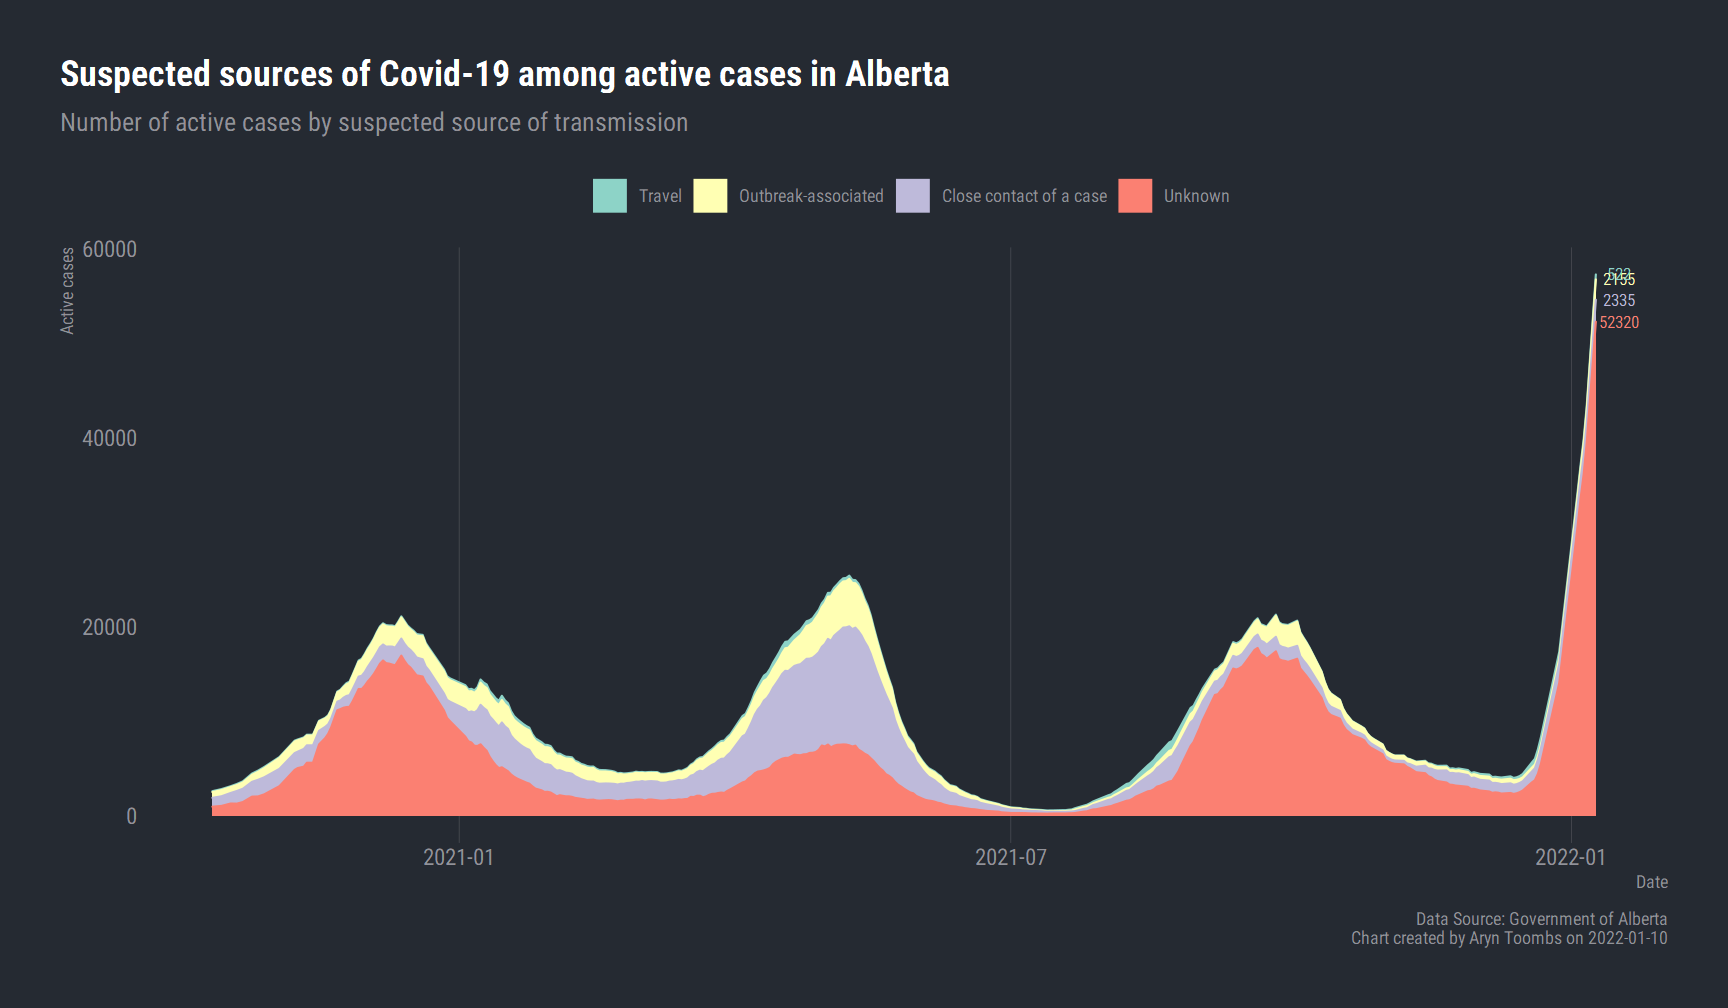 Suspected sources of Covid-19 among active cases in Alberta
Number of active cases by suspected source of transmission
Travel Outbreak-associated Close contact of a case Unknown
Active cases
60000
40000
20000
0
2155
2335
52320
2021-01 2021-07 2022-01
Date
Data Source: Government of Alberta
Chart created by Aryn Toombs on 2022-01-10